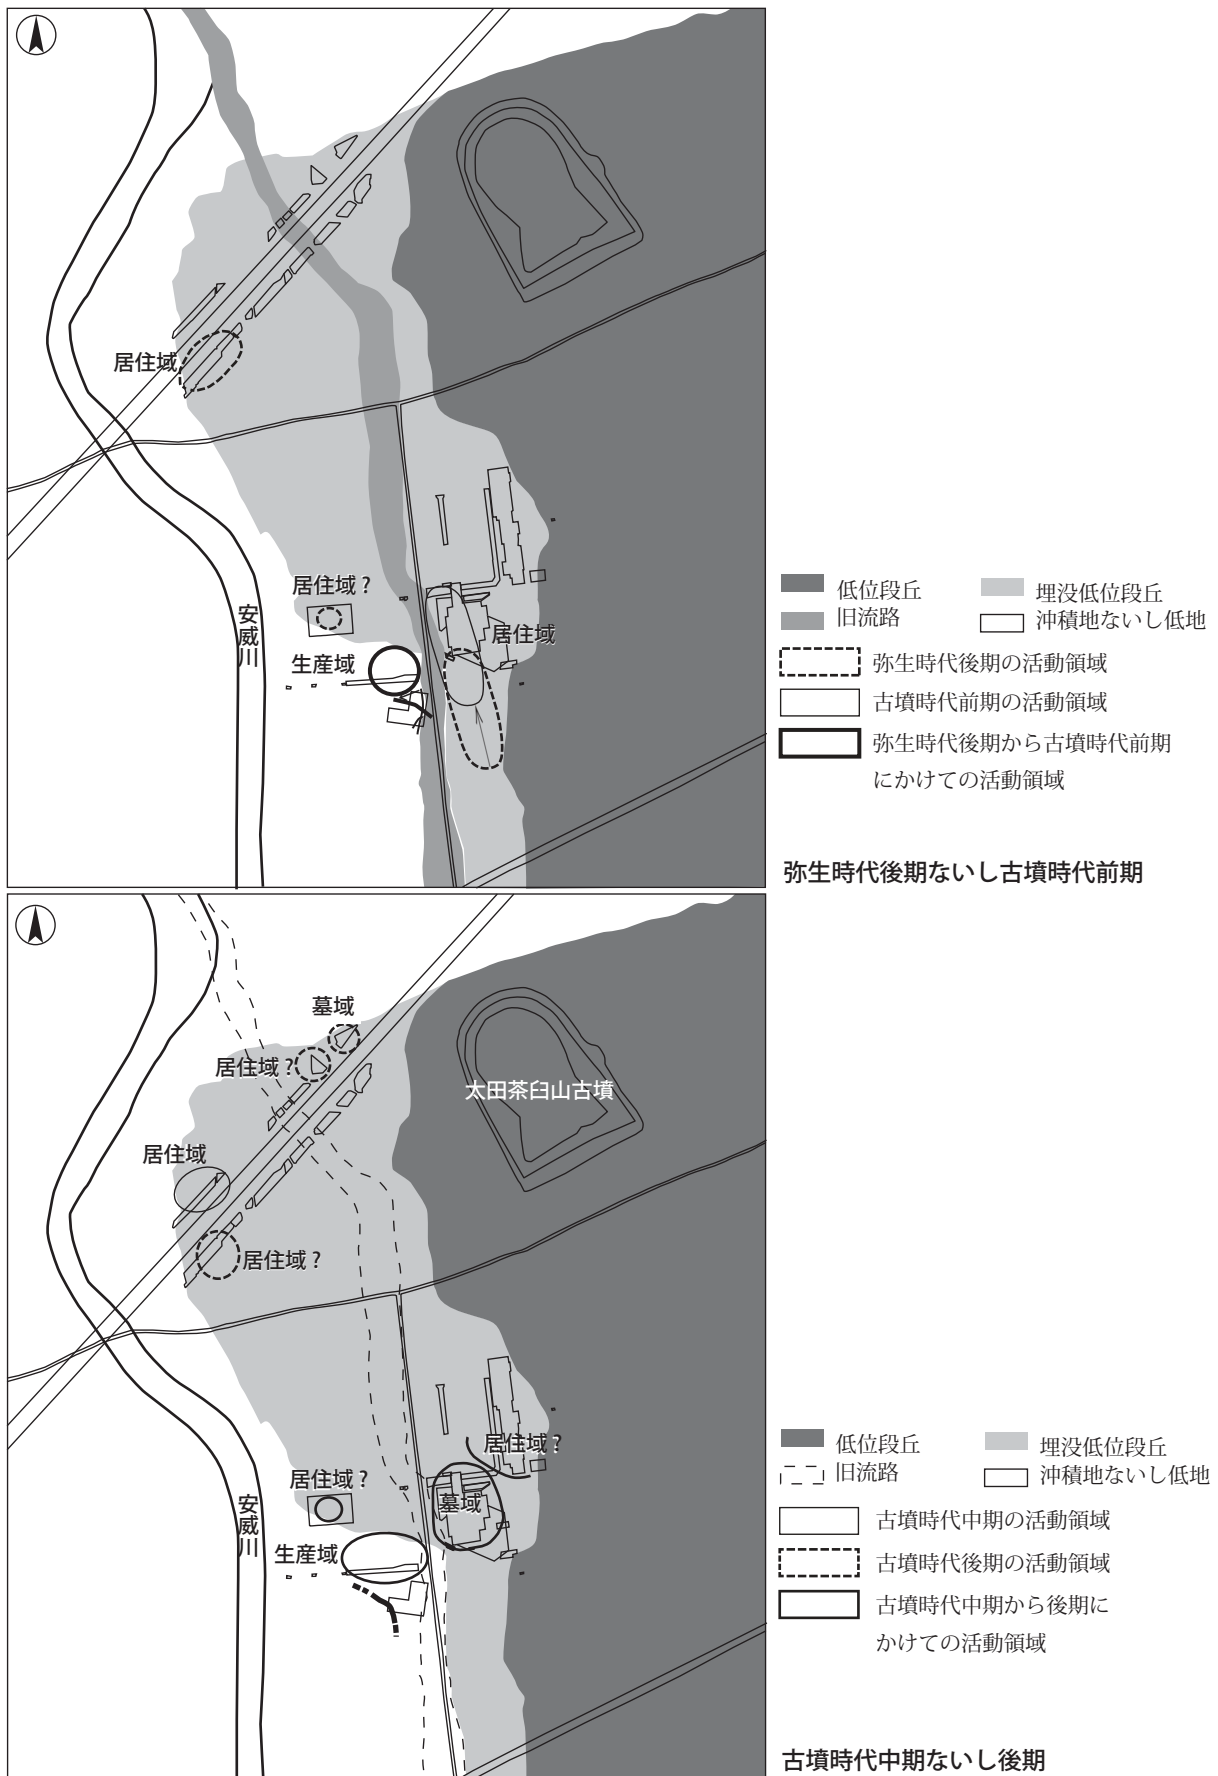 居住域
居住域？
居住域
生産域
安威川
低位段丘
埋没低位段丘
旧流路
沖積地ないし低地
弥生時代後期の活動領域
古墳時代前期の活動領域
弥生時代後期から古墳時代前期
にかけての活動領域
弥生時代後期ないし古墳時代前期
墓域
居住域？
太田茶臼山古墳
居住域
居住域？
居住域？
居住域？
墓域
安威川
生産域
低位段丘
埋没低位段丘
旧流路
沖積地ないし低地
古墳時代中期の活動領域
古墳時代後期の活動領域
古墳時代中期から後期に
かけての活動領域
古墳時代中期ないし後期